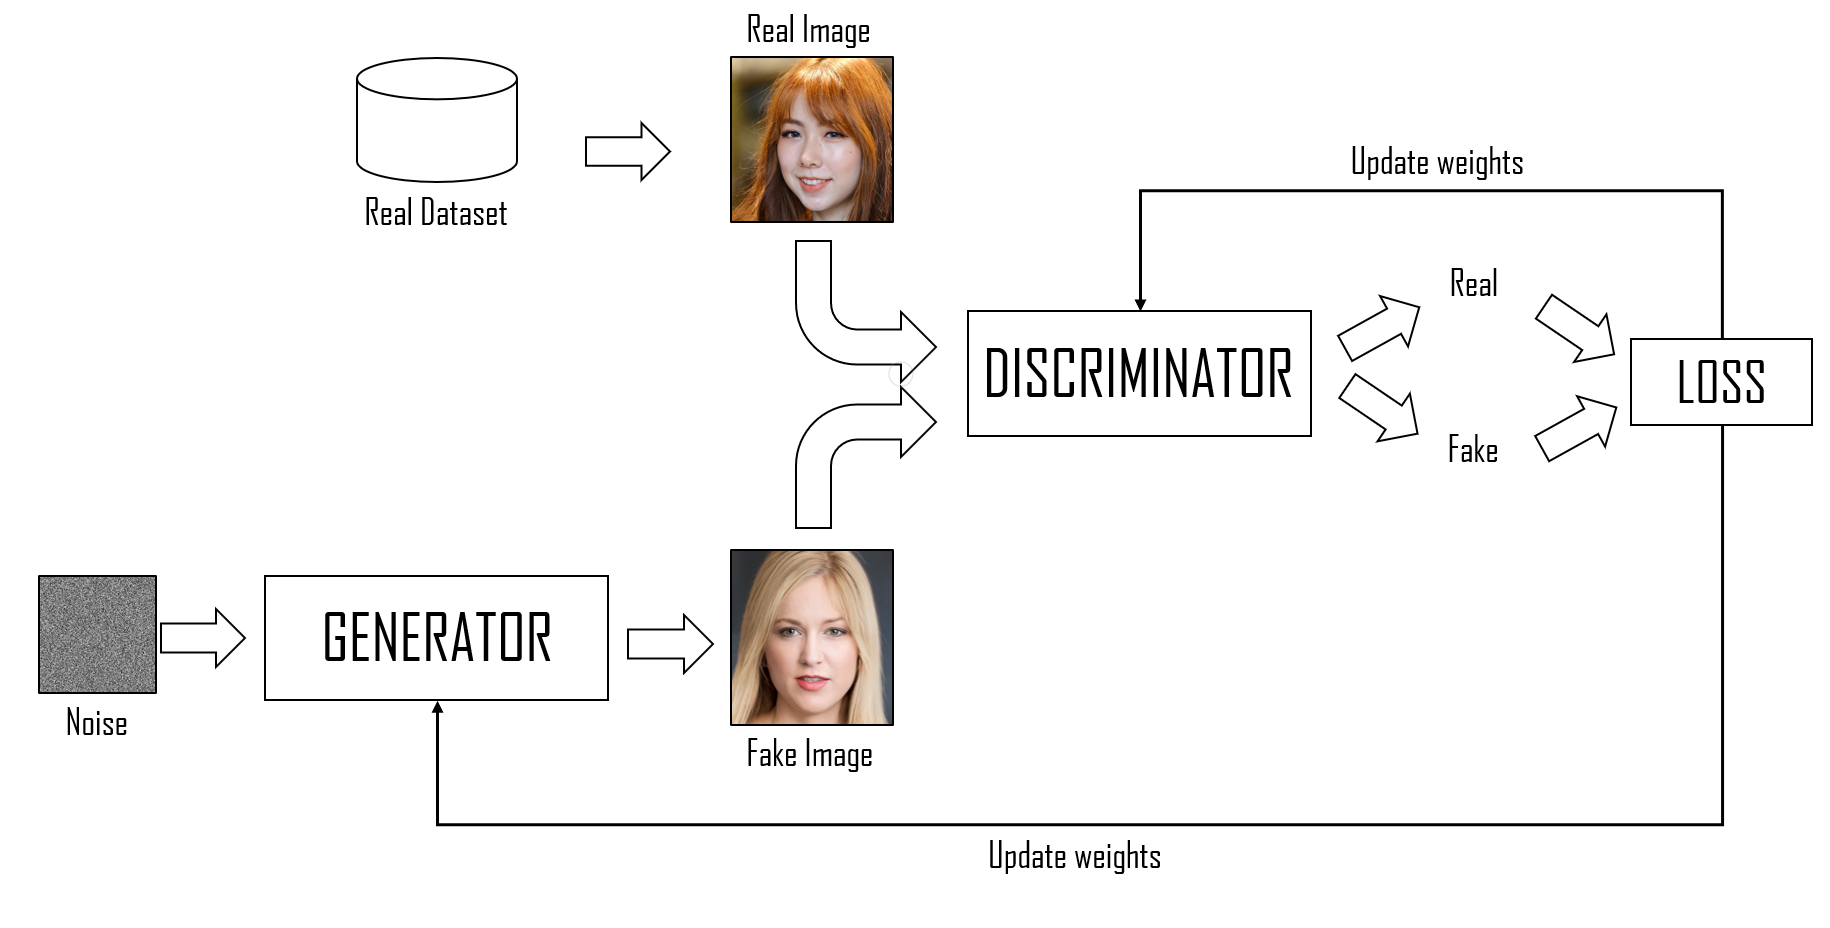 Real Image
Real Dataset
Update weights
Real
DISCRIMINATOR
LOSS
Fake
GENERATOR
Noise
Fake Image
Update weights